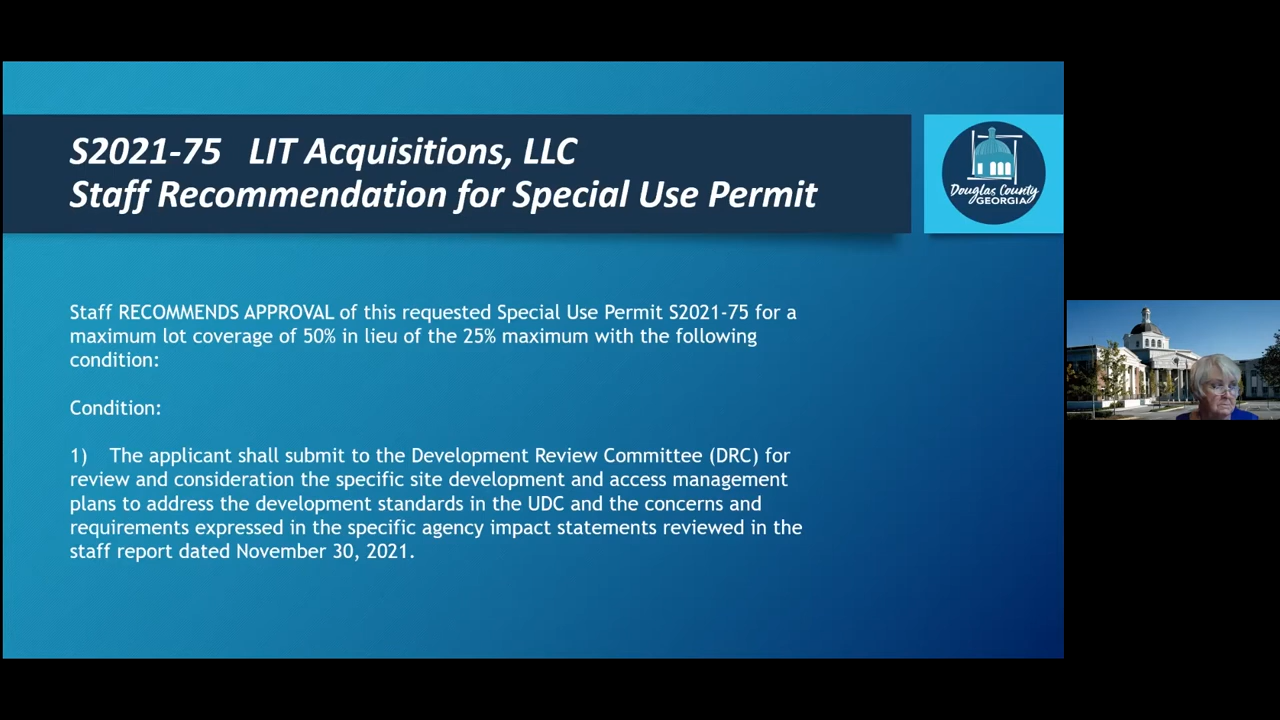 S2021-75 LIT Acquisitions, LLC
Staff Recommendation for Special Use Permit
Douglas County
GEORGIA
Staff RECOMMENDS APPROVAL of this requested Special Use Permit S2021-75 for a
maximum lot coverage of 50% in lieu of the 25% maximum with the following
condition:
Condition:
1) The applicant shall submit to the Development Review Committee (DRC) for
review and consideration the specific site development and access management
plans to address the development standards in the UDC and the concerns and
requirements expressed in the specific agency impact statements reviewed in the
staff report dated November 30, 2021.